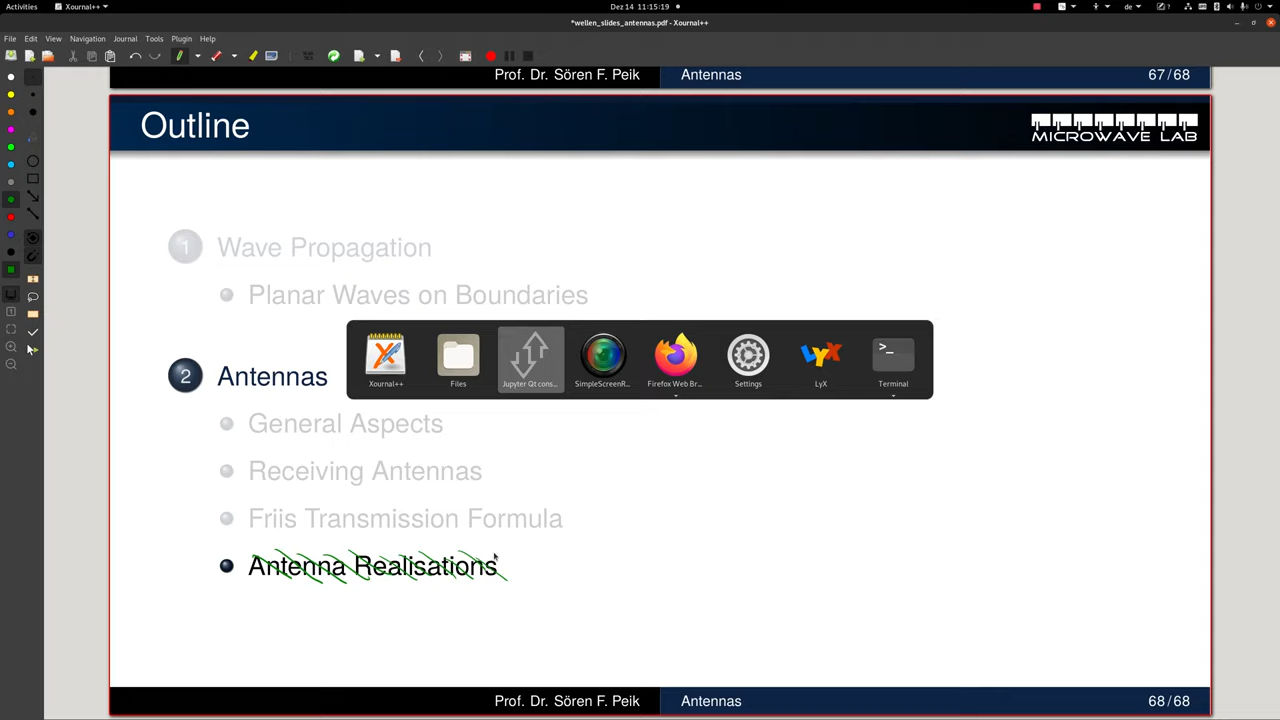 Activities Xournal++ Dez 14 11:15:19 de
*wellen_slides_antennas.pdf - Xournal++
File Edit View Navigation Journal Tools Plugin Help
Prof. Dr. Sören F. Peik Antennas 67/68
Outline
MICROWAVE LAB
1 Wave Propagation
Planar Waves on Boundaries
Xournal++ Files Jupyter Qt cons... SimpleScreenR... Firefox Web Br... Settings LyX Terminal
2 Antennas
General Aspects
Receiving Antennas
Friis Transmission Formula
Antenna Realisations
Prof. Dr. Sören F. Peik Antennas 68/68